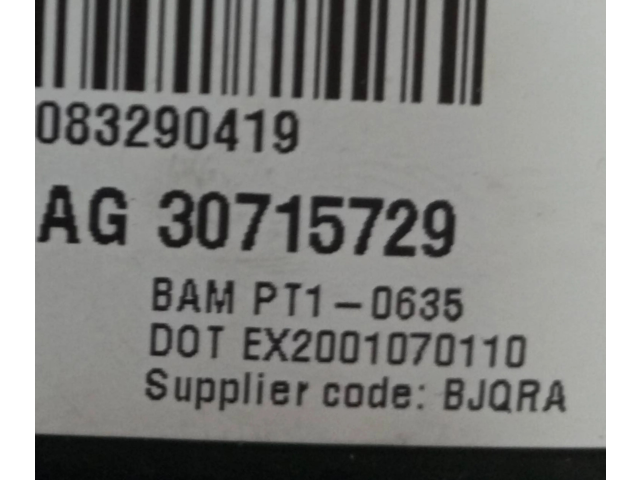 083290419
AG 30715729
BAM PT1-0635
DOT EX2001070110
Supplier code: BJQRA